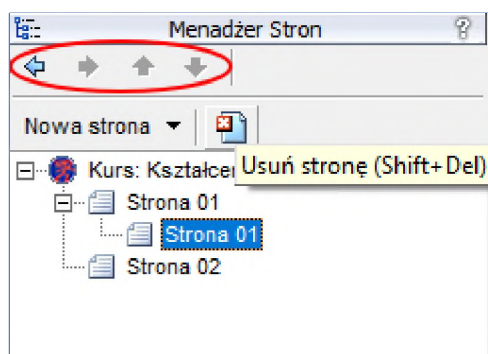 Menadżer Stron
Nowa strona
Kurs: Kształcer
Usuń stronę (Shift+Del)
Strona 01
Strona 01
Strona 02